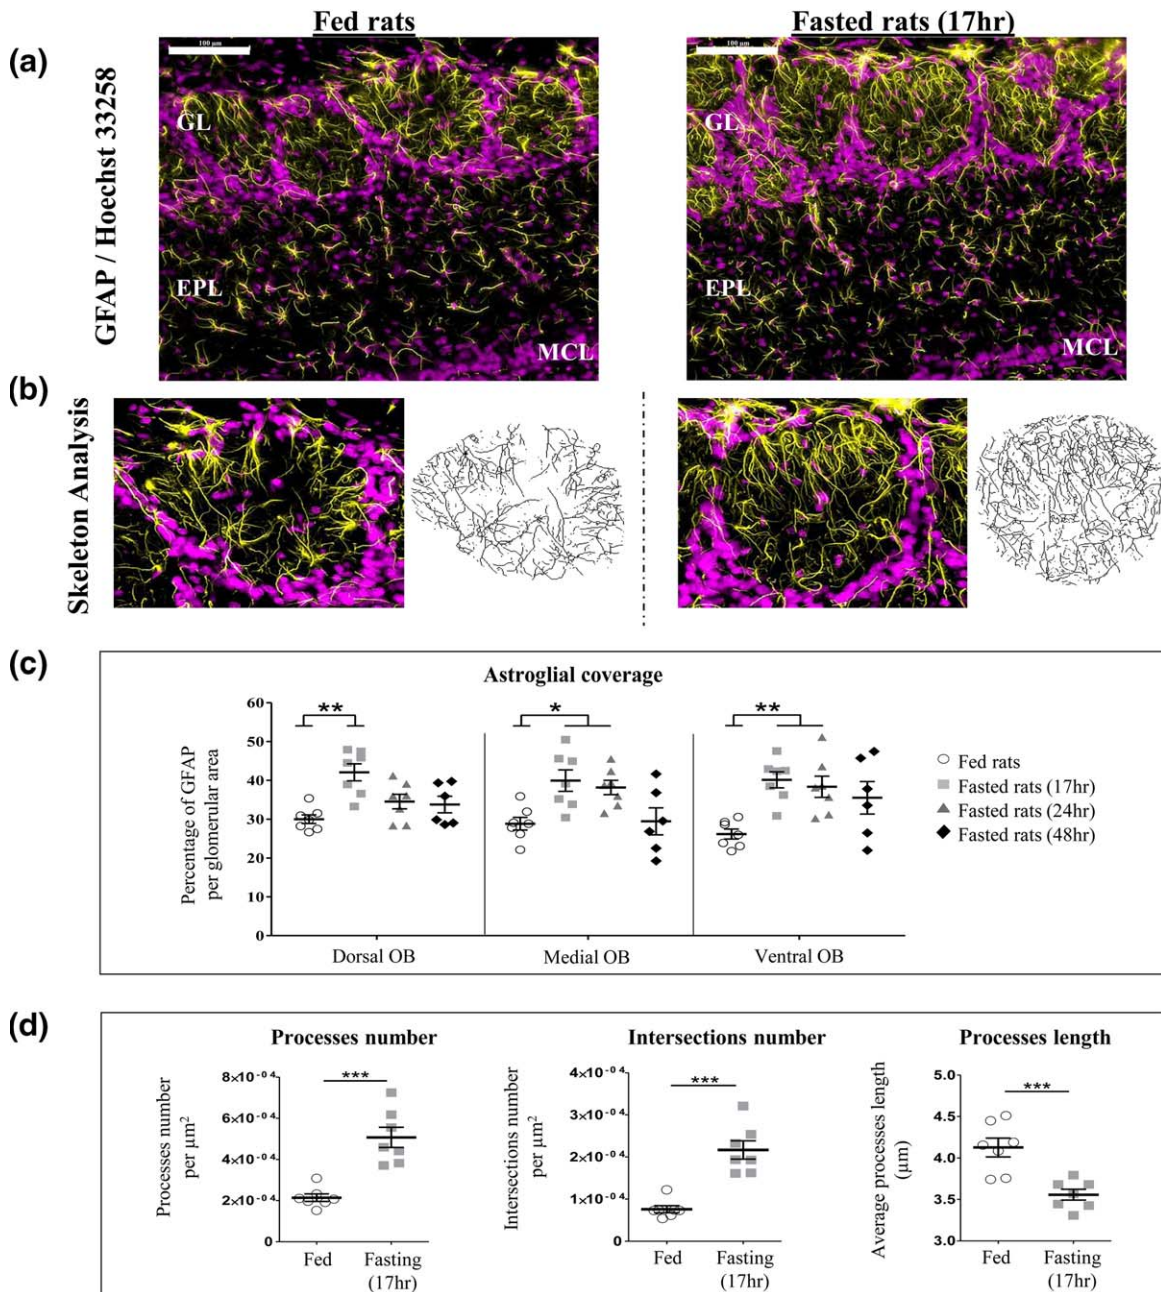 Fed rats
Fasted rats (17hr)
(a)
GFAP / Hoechst 33258
100 µm
GL
EPL
MCL
100 µm
GL
EPL
MCL
(b)
Skeleton Analysis
(c)
Astroglial coverage
Percentage of GFAP
per glomerular area
60
50
40
30
20
10
0
**
*
**
Dorsal OB
Medial OB
Ventral OB
Fed rats
Fasted rats (17hr)
Fasted rats (24hr)
Fasted rats (48hr)
(d)
Processes number
Processes number
per µm²
8×10⁻⁰⁴
6×10⁻⁰⁴
4×10⁻⁰⁴
2×10⁻⁰⁴
0
***
Fed
Fasting
(17hr)
Intersections number
Intersections number
per µm²
4×10⁻⁰⁴
3×10⁻⁰⁴
2×10⁻⁰⁴
1×10⁻⁰⁴
0
***
Fed
Fasting
(17hr)
Processes length
Average processes length
(µm)
5.0
4.5
4.0
3.5
3.0
***
Fed
Fasting
(17hr)